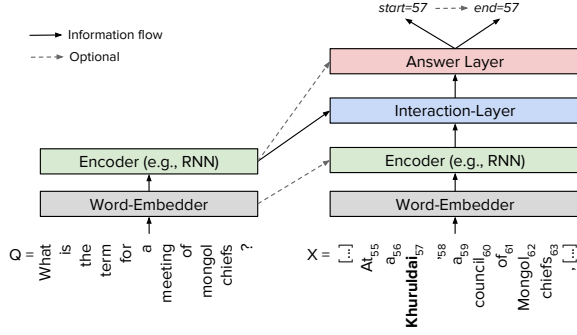 start=57 end=57
Information flow
Optional
Answer Layer
Interaction-Layer
Encoder (e.g., RNN)
Encoder (e.g., RNN)
Word-Embedder
Word-Embedder
Q = What is the term for a meeting of mongol chiefs ?
X = [...] At55 a56 Khuruldai57 '58 a59 council60 of61 Mongol62 chiefs63 , [...]